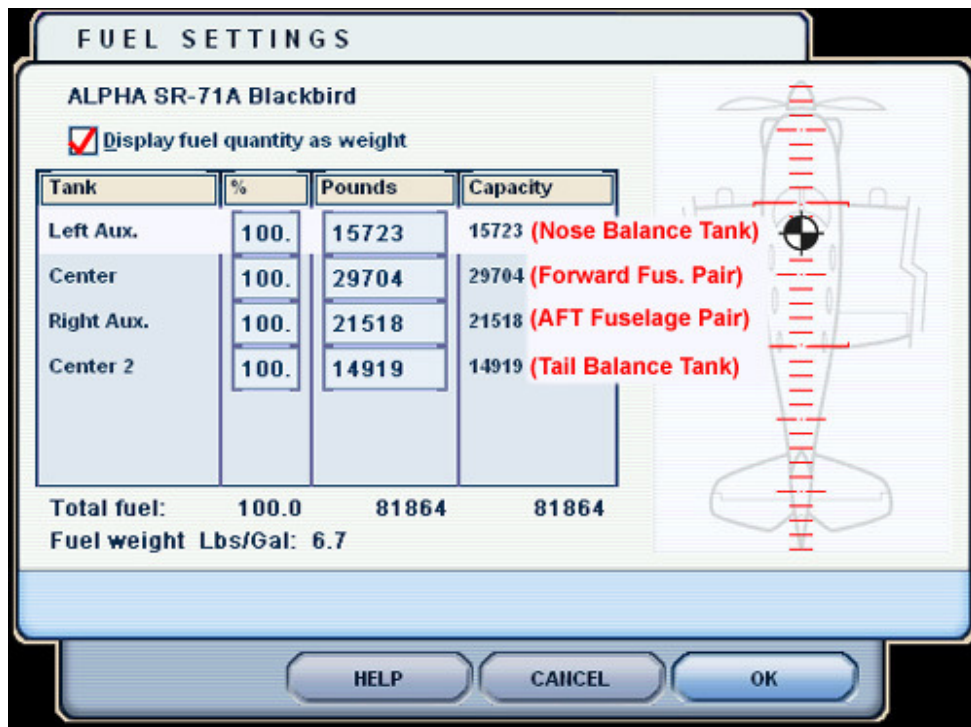 FUEL SETTINGS
ALPHA SR-71A Blackbird
Display fuel quantity as weight
Tank % Pounds Capacity
Left Aux. 100. 15723 15723 (Nose Balance Tank)
Center 100. 29704 29704 (Forward Fus. Pair)
Right Aux. 100. 21518 21518 (AFT Fuselage Pair)
Center 2 100. 14919 14919 (Tail Balance Tank)
Total fuel: 100.0 81864 81864
Fuel weight Lbs/Gal: 6.7
HELP CANCEL OK